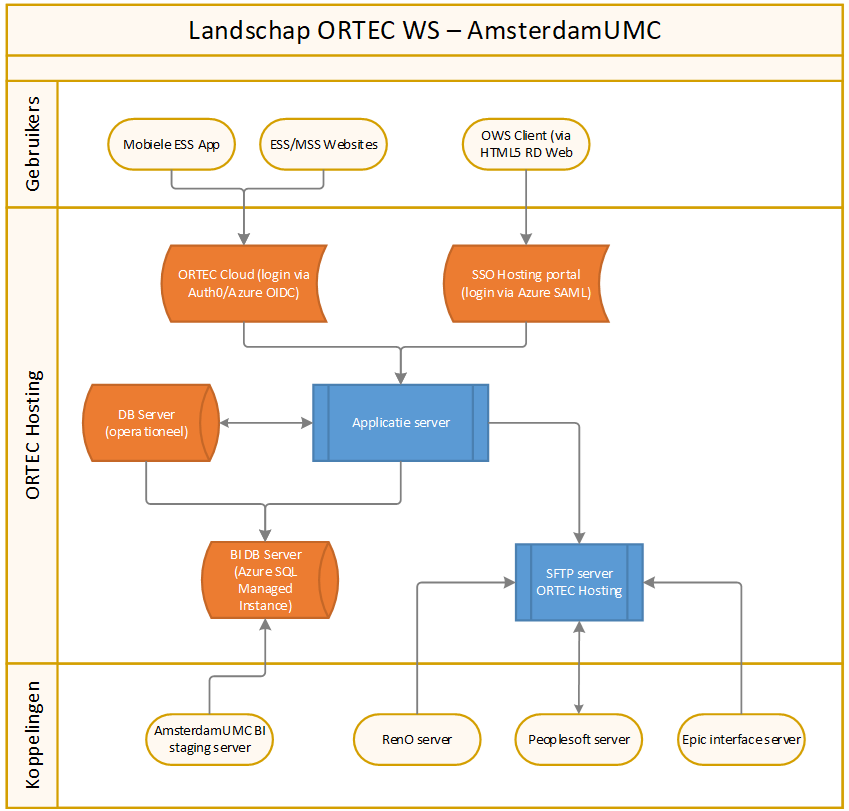 Landschap ORTEC WS – AmsterdamUMC
Gebruikers
Mobiele ESS App
ESS/MSS Websites
OWS Client (via
HTML5 RD Web
ORTEC Hosting
ORTEC Cloud (login via
Auth0/Azure OIDC)
SSO Hosting portal
(login via Azure SAML)
DB Server
(operationeel)
Applicatie server
BI DB Server
(Azure SQL
Managed
Instance)
SFTP server
ORTEC Hosting
Koppelingen
AmsterdamUMC BI
staging server
RenO server
Peoplesoft server
Epic interface server